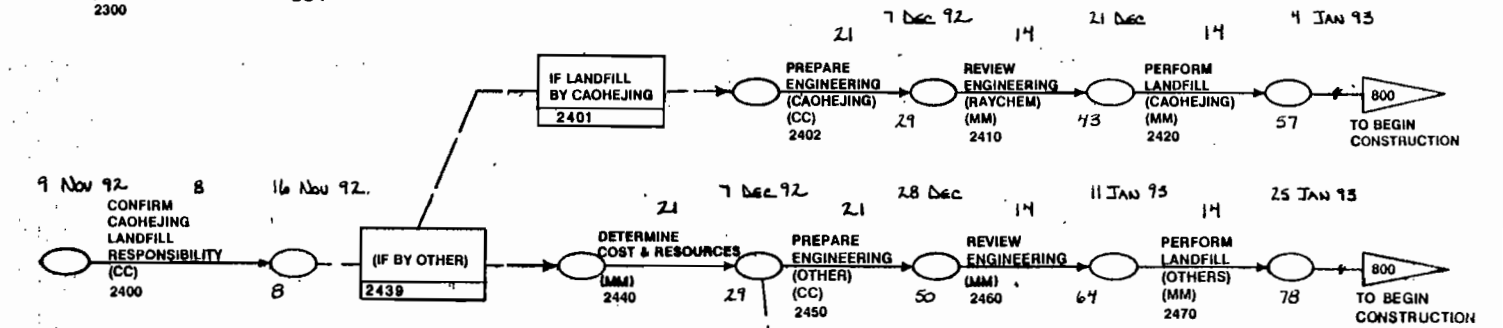 2300
7 DEC 92
21 DEC
4 JAN 93
21
14
14
IF LANDFILL
BY CAOHEJING
2401
PREPARE
ENGINEERING
(CAOHEJING)
(CC)
2402
29
REVIEW
ENGINEERING
(RAYCHEM)
(MM)
2410
43
PERFORM
LANDFILL
(CAOHEJING)
(MM)
2420
57
800
TO BEGIN
CONSTRUCTION
9 NOV 92
8
16 NOV 92.
CONFIRM
CAOHEJING
LANDFILL
RESPONSIBILITY
(CC)
2400
8
(IF BY OTHER)
2439
7 DEC 92
28 DEC
11 JAN 93
25 JAN 93
21
21
14
14
DETERMINE
COST & RESOURCES
(MM)
2440
29
PREPARE
ENGINEERING
(OTHER)
(CC)
2450
50
REVIEW
ENGINEERING
(MM)
2460
64
PERFORM
LANDFILL
(OTHERS)
(MM)
2470
78
800
TO BEGIN
CONSTRUCTION